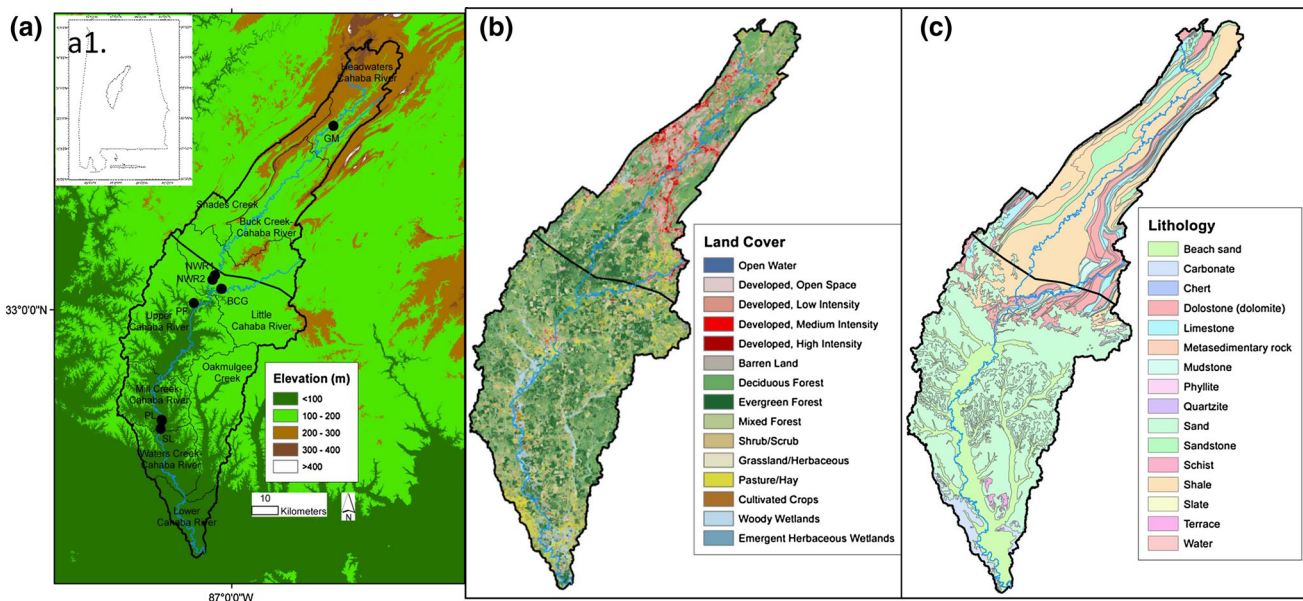 (a)
a1.
Headwaters
Cahaba River
GM
Shades Creek
Buck Creek-
Cahaba River
NWR1
NWR2
BCG
PR
33°0'0"N
Upper
Cahaba River
Little
Cahaba River
Oakmulgee
Creek
Mill Creek-
Cahaba River
PL
SL
Waters Creek-
Cahaba River
Lower
Cahaba River
Elevation (m)
<100
100 - 200
200 - 300
300 - 400
>400
10
Kilometers
N
87°0'0"W
(b)
Land Cover
Open Water
Developed, Open Space
Developed, Low Intensity
Developed, Medium Intensity
Developed, High Intensity
Barren Land
Deciduous Forest
Evergreen Forest
Mixed Forest
Shrub/Scrub
Grassland/Herbaceous
Pasture/Hay
Cultivated Crops
Woody Wetlands
Emergent Herbaceous Wetlands
(c)
Lithology
Beach sand
Carbonate
Chert
Dolostone (dolomite)
Limestone
Metasedimentary rock
Mudstone
Phyllite
Quartzite
Sand
Sandstone
Schist
Shale
Slate
Terrace
Water